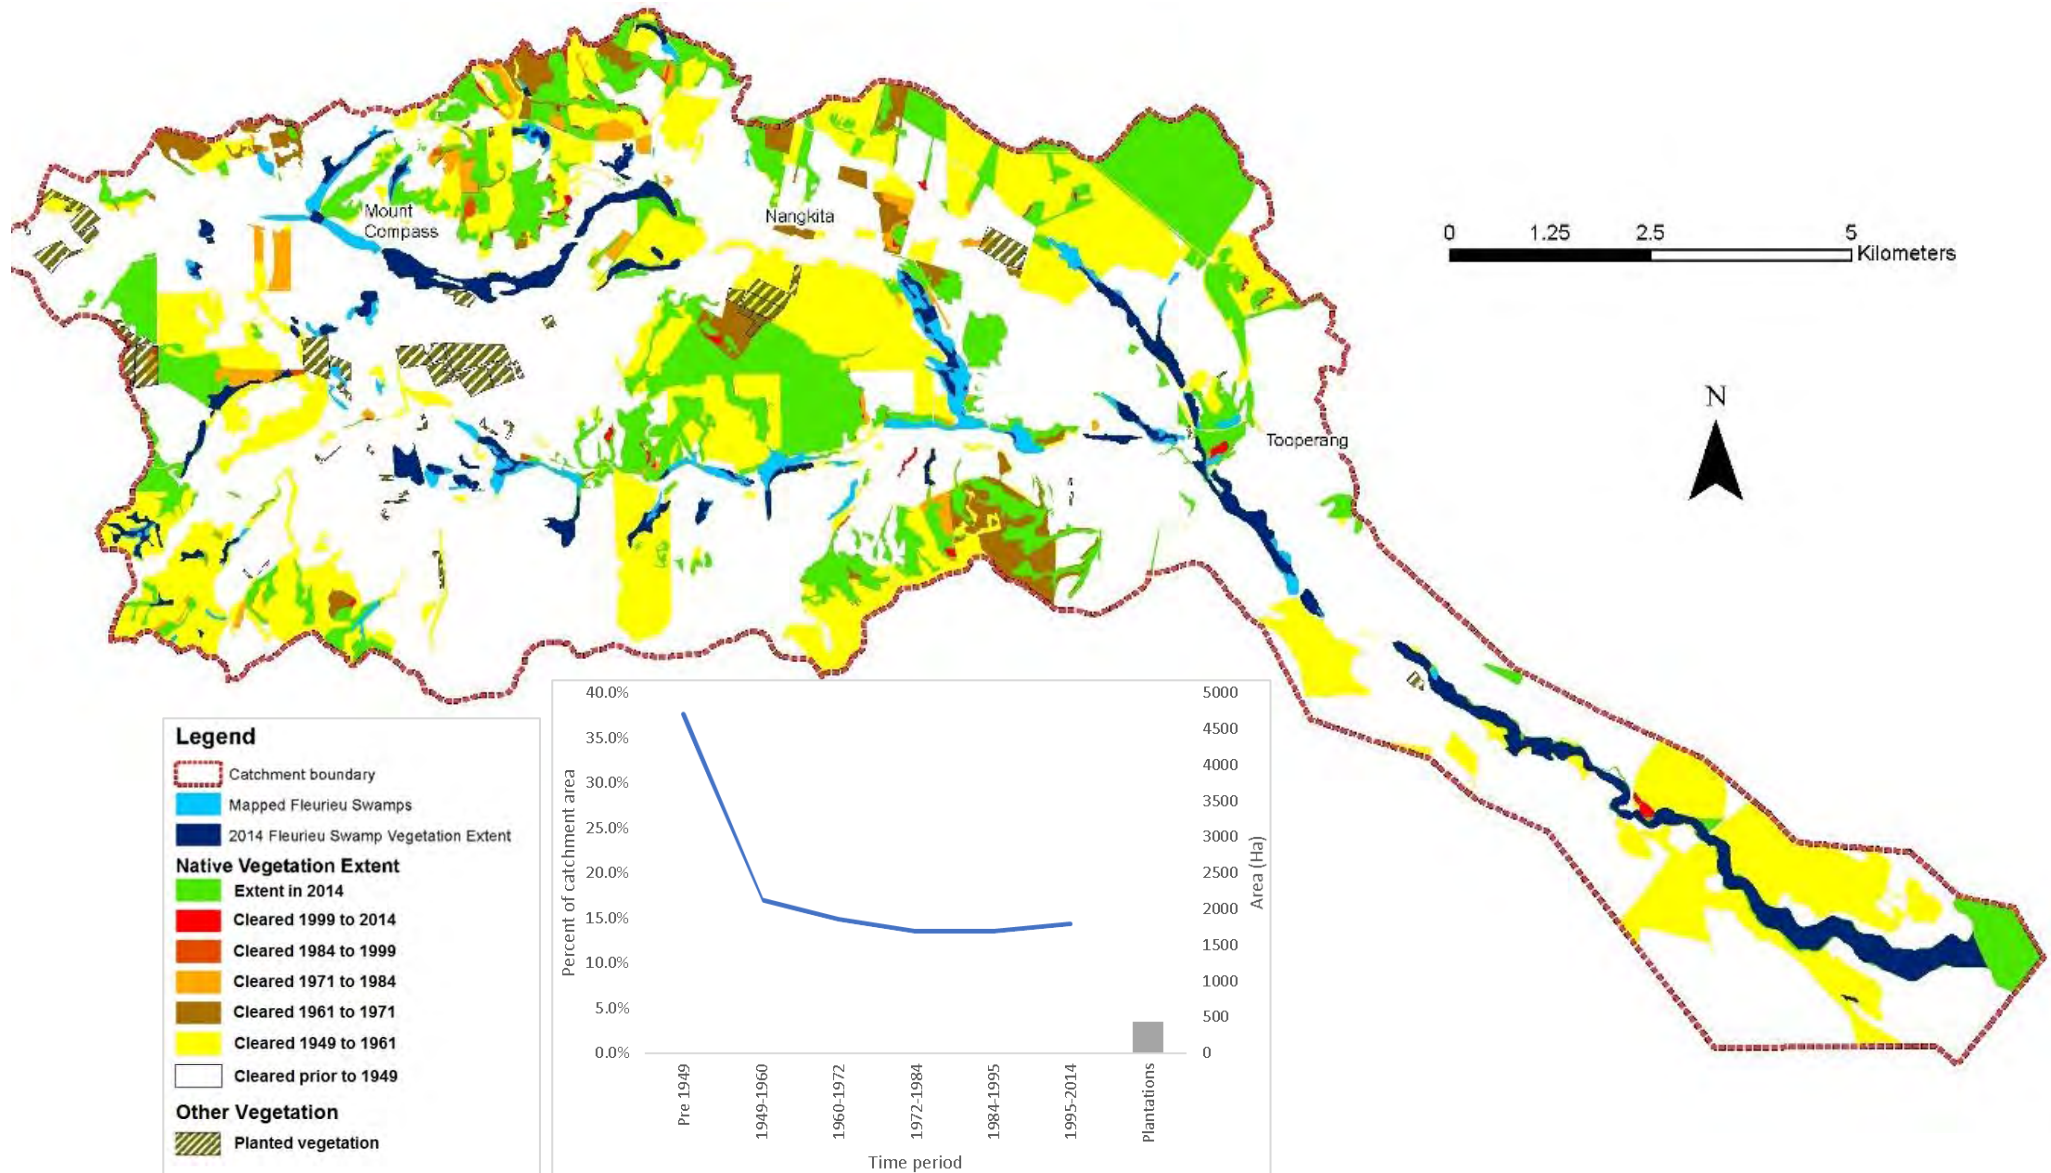 Mount
Compass
Nangkita
Tooperang
0 1.25 2.5 5
Kilometers
N
Legend
Catchment boundary
Mapped Fleurieu Swamps
2014 Fleurieu Swamp Vegetation Extent
Native Vegetation Extent
Extent in 2014
Cleared 1999 to 2014
Cleared 1984 to 1999
Cleared 1971 to 1984
Cleared 1961 to 1971
Cleared 1949 to 1961
Cleared prior to 1949
Other Vegetation
Planted vegetation
Percent of catchment area
40.0%
35.0%
30.0%
25.0%
20.0%
15.0%
10.0%
5.0%
0.0%
5000
4500
4000
3500
3000
2500
2000
1500
1000
500
0
Area (Ha)
Pre 1949
1949-1960
1960-1972
1972-1984
1984-1995
1995-2014
Plantations
Time period